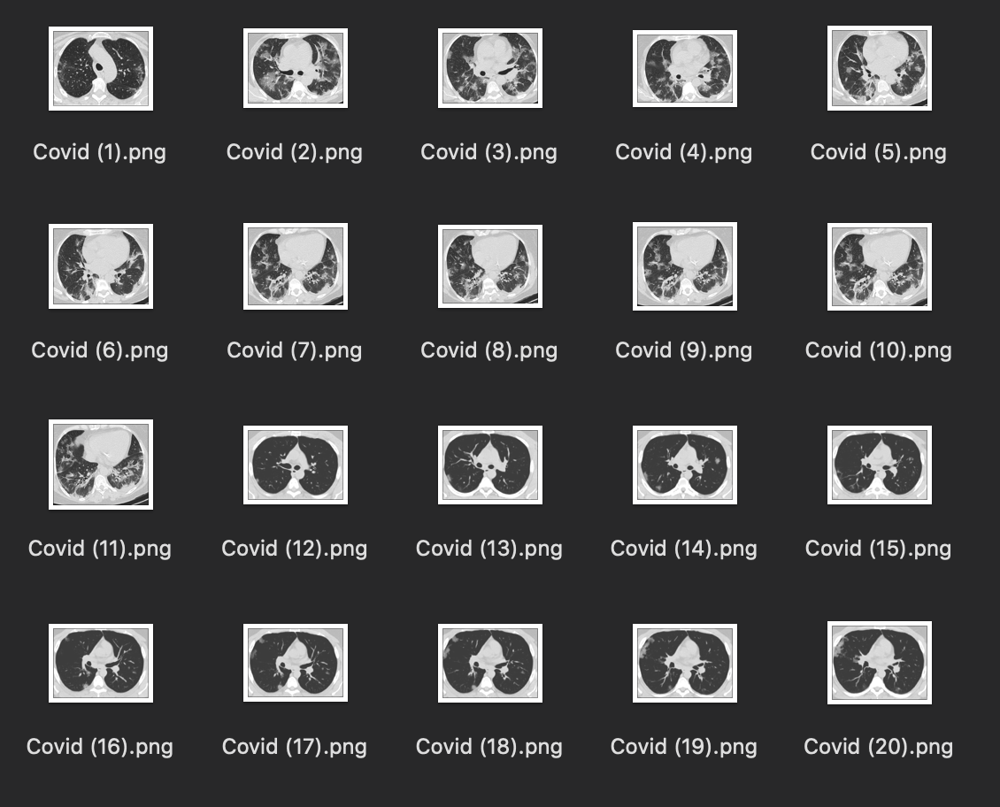 Covid (1).png Covid (2).png Covid (3).png Covid (4).png Covid (5).png
Covid (6).png Covid (7).png Covid (8).png Covid (9).png Covid (10).png
Covid (11).png Covid (12).png Covid (13).png Covid (14).png Covid (15).png
Covid (16).png Covid (17).png Covid (18).png Covid (19).png Covid (20).png